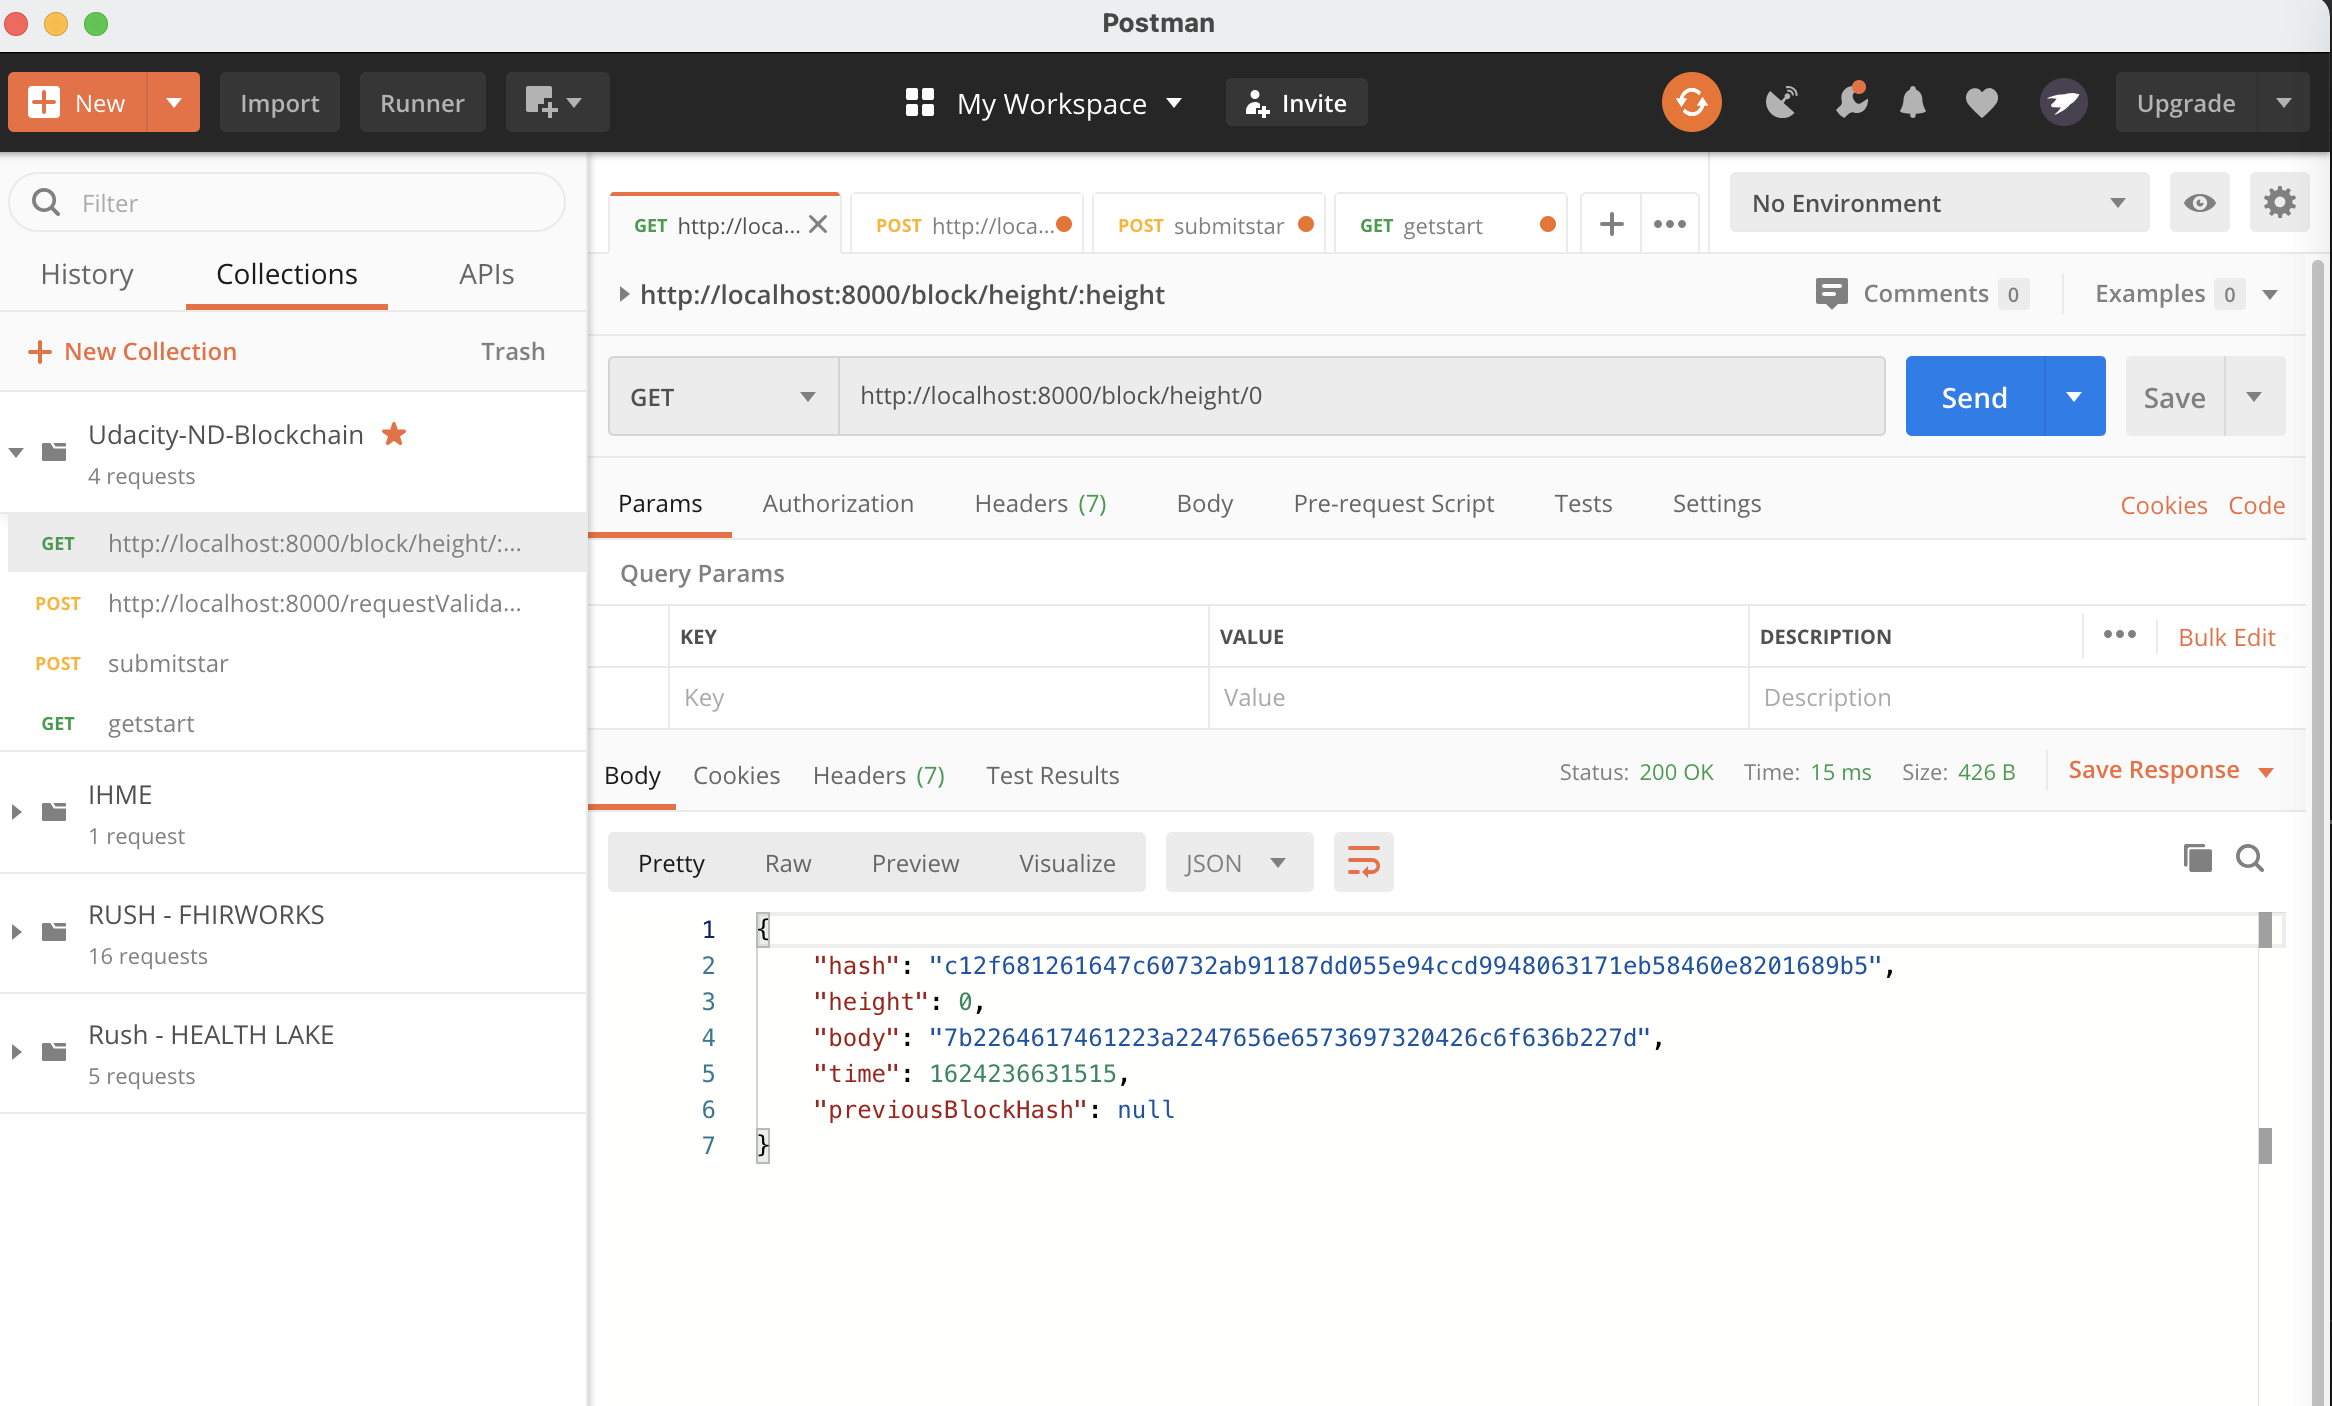 Postman
New
Import
Runner
My Workspace
Invite
Upgrade
Filter
History
Collections
APIs
New Collection
Trash
Udacity-ND-Blockchain
4 requests
GET http://localhost:8000/block/height/:...
POST http://localhost:8000/requestValida...
POST submitstar
GET getstart
IHME
1 request
RUSH - FHIRWORKS
16 requests
Rush - HEALTH LAKE
5 requests
GET http://loca...
POST http://loca...
POST submitstar
GET getstart
No Environment
http://localhost:8000/block/height/:height
Comments 0
Examples 0
GET
http://localhost:8000/block/height/0
Send
Save
Params
Authorization
Headers (7)
Body
Pre-request Script
Tests
Settings
Cookies
Code
Query Params
KEY
VALUE
DESCRIPTION
Bulk Edit
Key
Value
Description
Body
Cookies
Headers (7)
Test Results
Status: 200 OK
Time: 15 ms
Size: 426 B
Save Response
Pretty
Raw
Preview
Visualize
JSON
1 {
2 "hash": "c12f681261647c60732ab91187dd055e94ccd9948063171eb58460e8201689b5",
3 "height": 0,
4 "body": "7b2264617461223a2247656e6573697320426c6f636b227d",
5 "time": 1624236631515,
6 "previousBlockHash": null
7 }